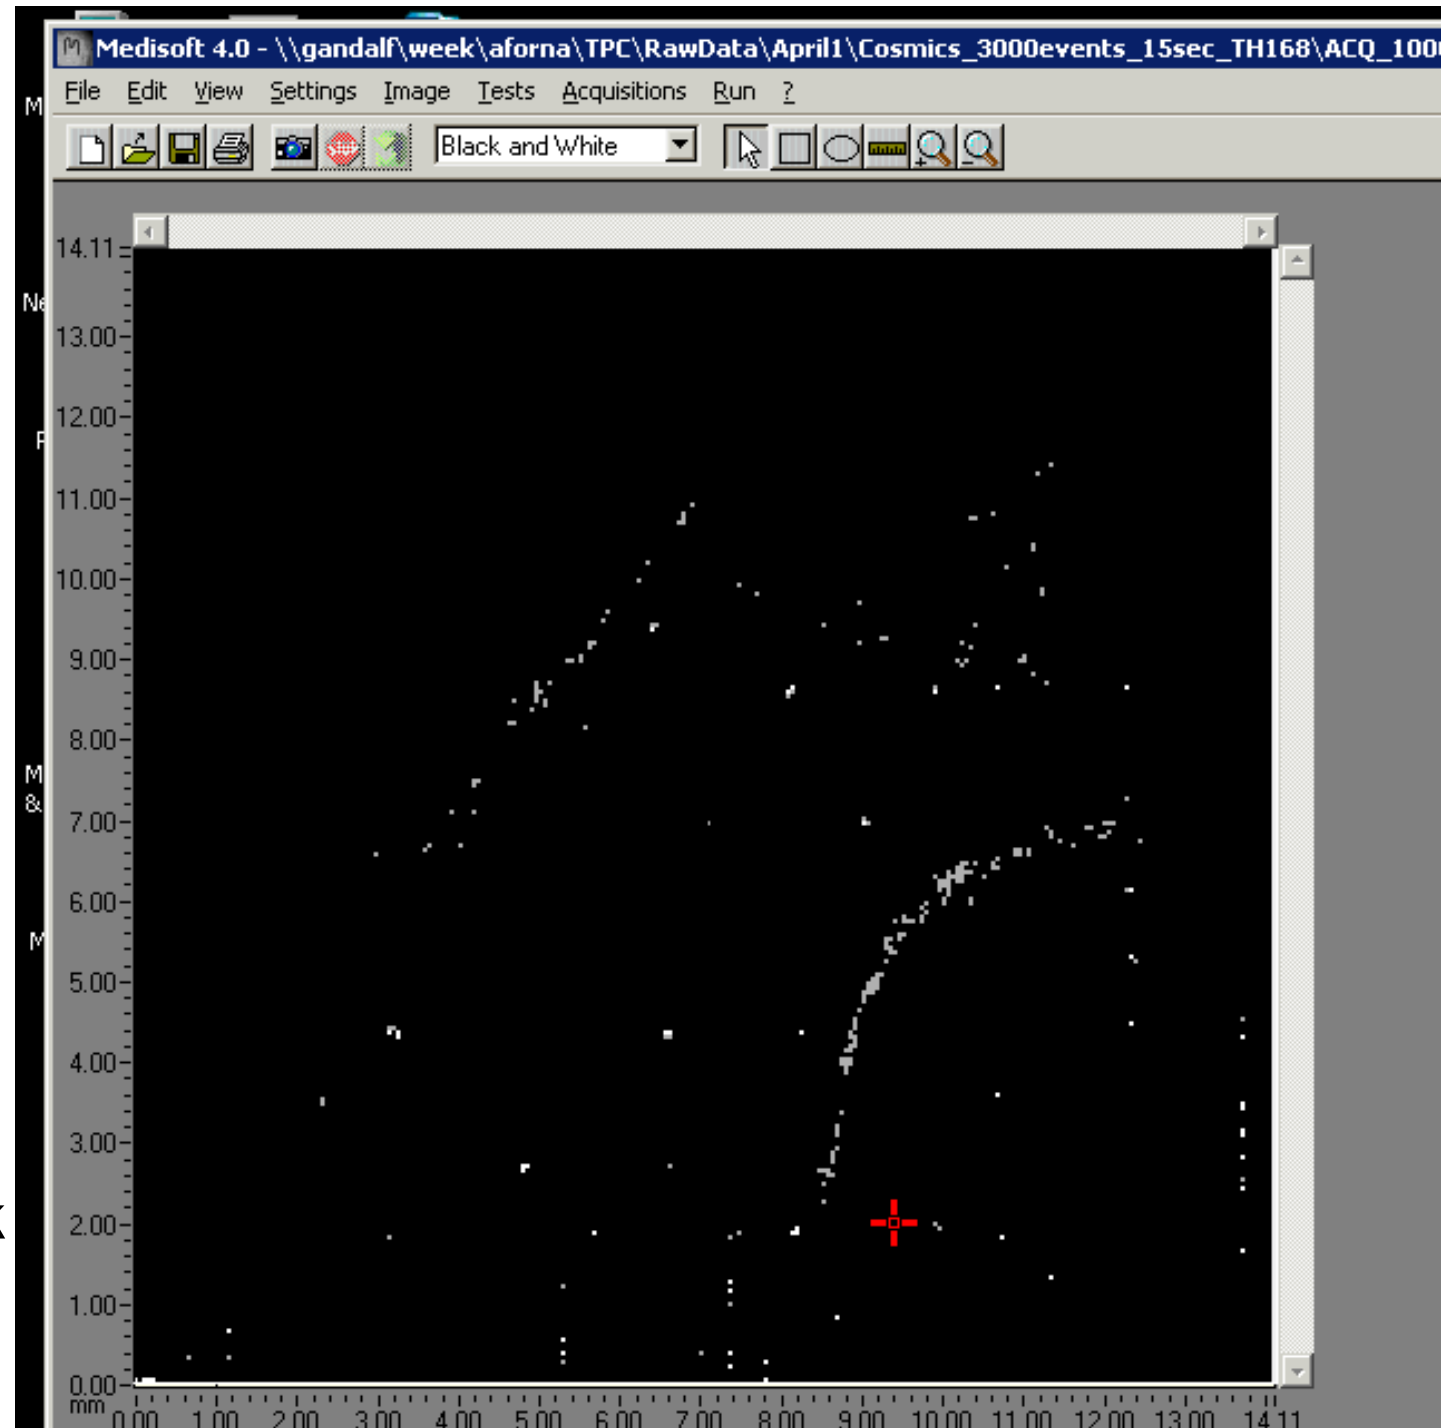 Medisoft 4.0 - \\gandalf\week\aforna\TPC\RawData\April1\Cosmics_3000events_15sec_TH168\ACQ_100
File Edit View Settings Image Tests Acquisitions Run ?
M
Black and White
14.11
Ne
13.00
12.00
11.00
10.00
9.00
8.00
M
&
7.00
6.00
M
5.00
4.00
3.00
2.00
1.00
0.00
mm
0.00 1.00 2.00 3.00 4.00 5.00 6.00 7.00 8.00 9.00 10.00 11.00 12.00 13.00 14.11